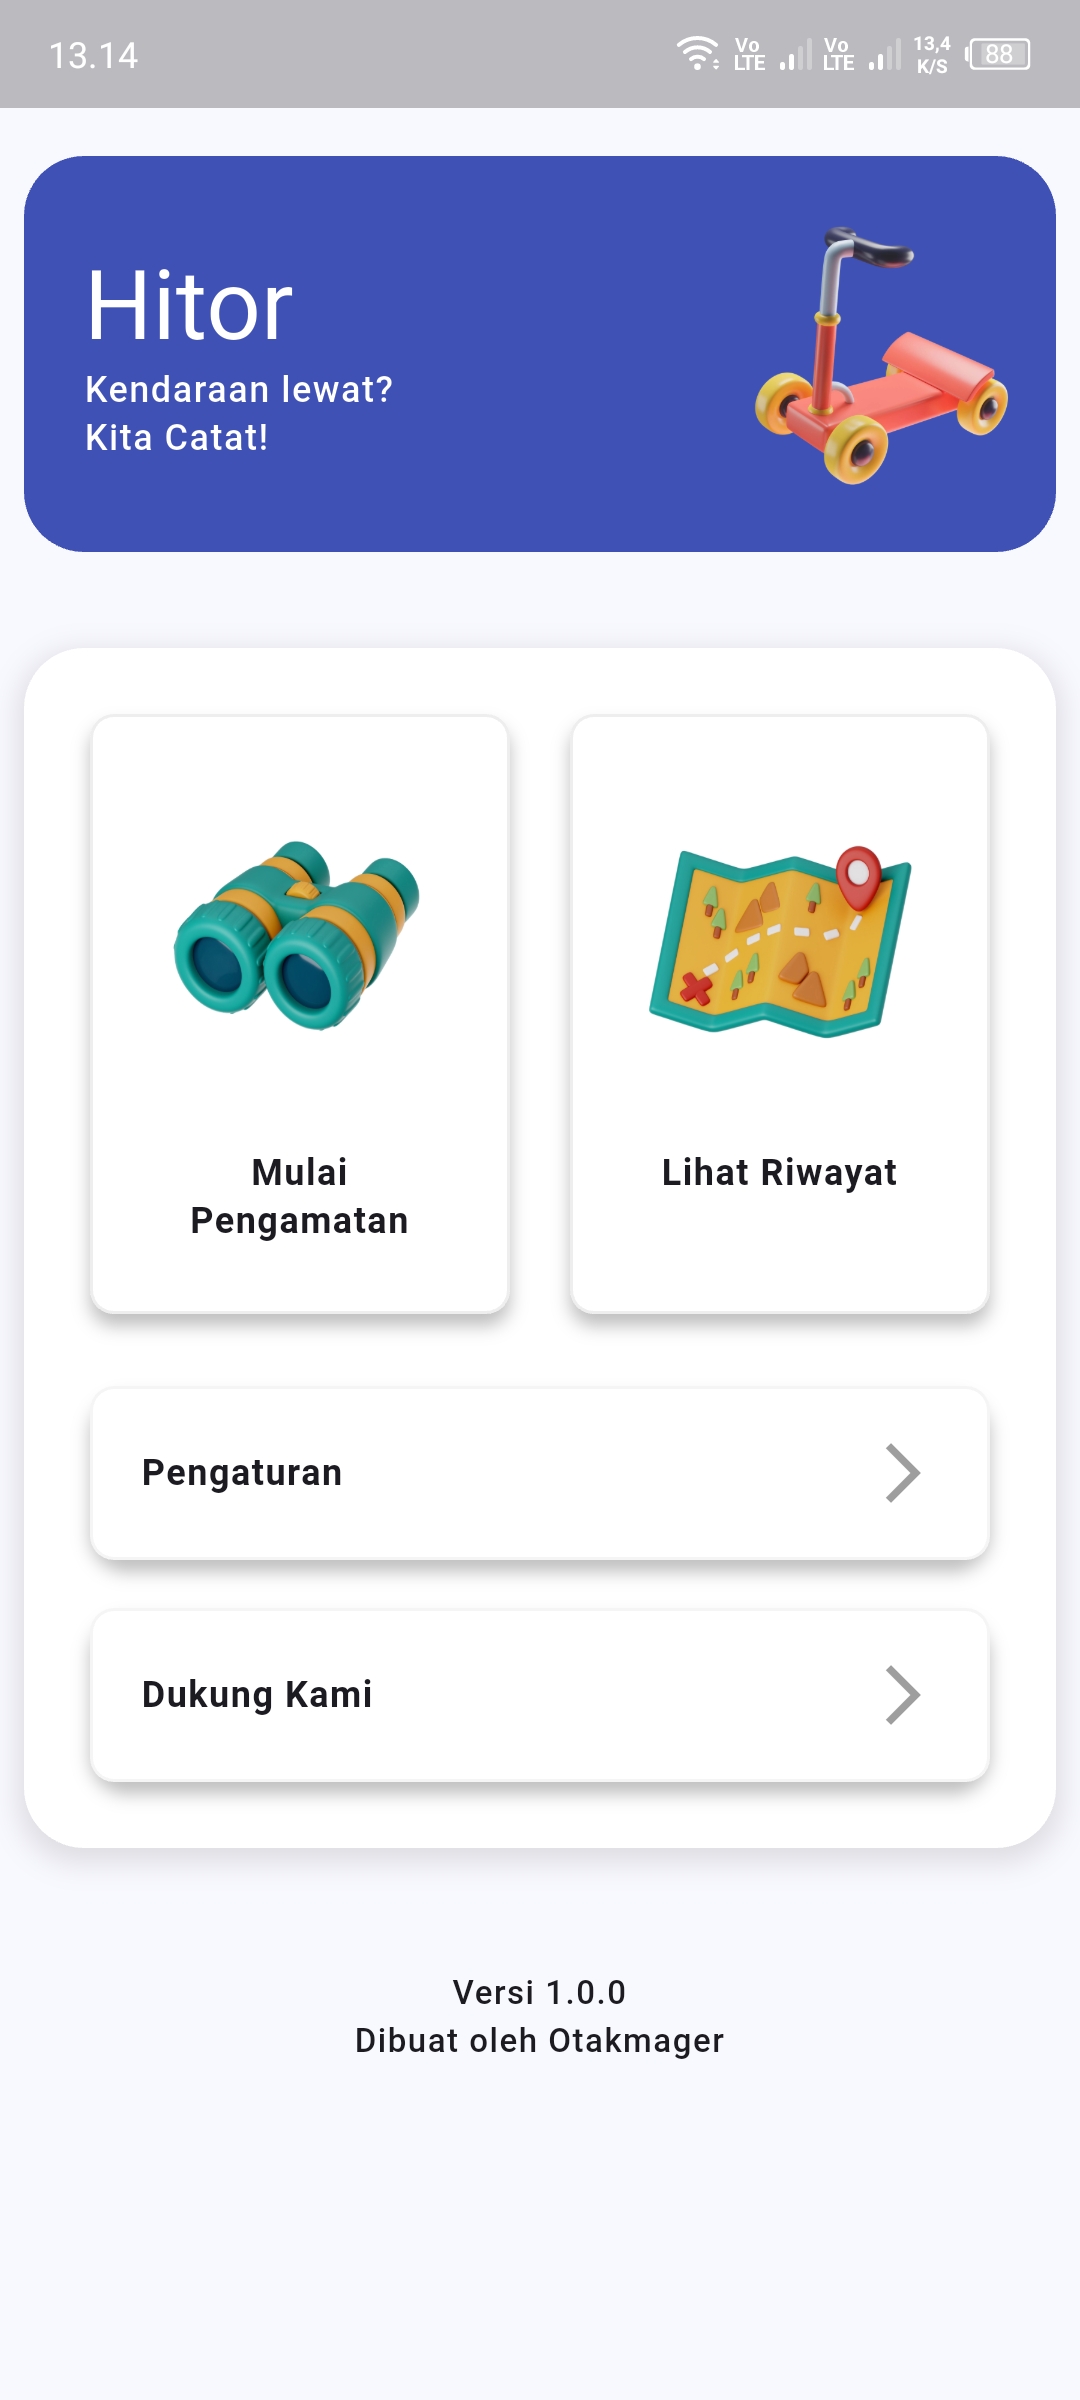 13.14
Vo LTE Vo LTE 13,4 K/S 88
Hitor
Kendaraan lewat?
Kita Catat!
Mulai
Pengamatan
Lihat Riwayat
Pengaturan
Dukung Kami
Versi 1.0.0
Dibuat oleh Otakmager